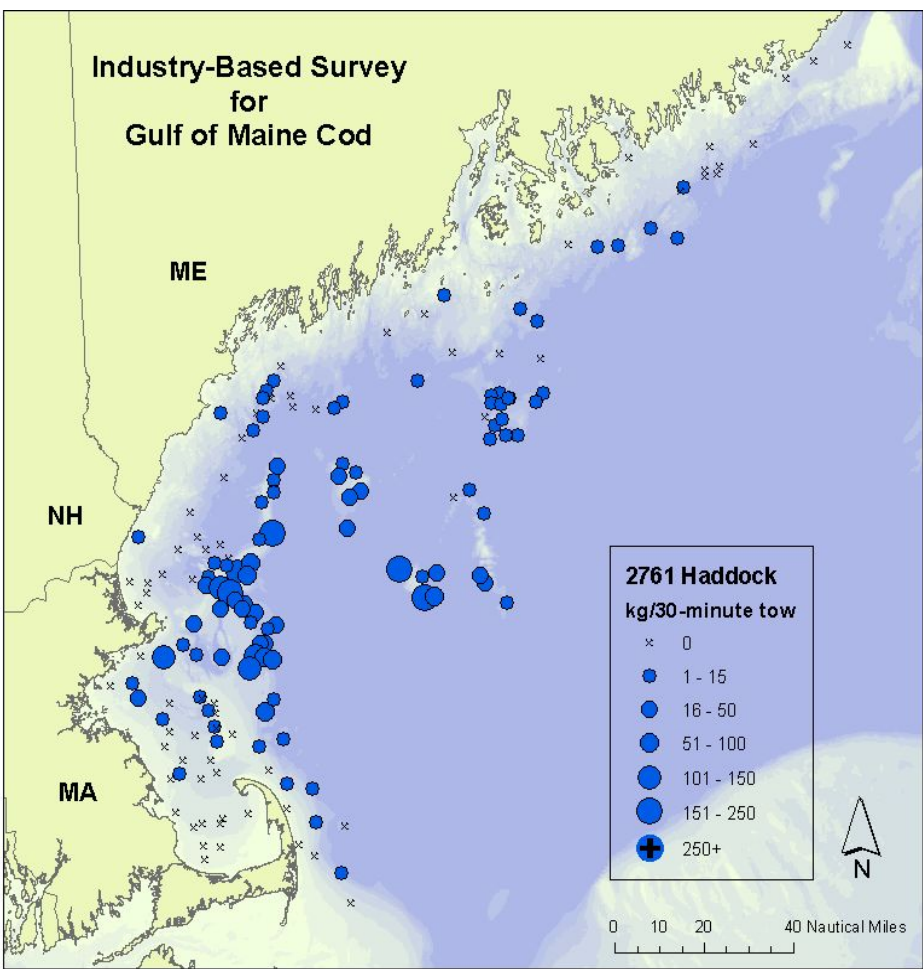 Industry-Based Survey
for
Gulf of Maine Cod
ME
NH
MA
2761 Haddock
kg/30-minute tow
0
1 - 15
16 - 50
51 - 100
101 - 150
151 - 250
250+
N
0 10 20 40 Nautical Miles